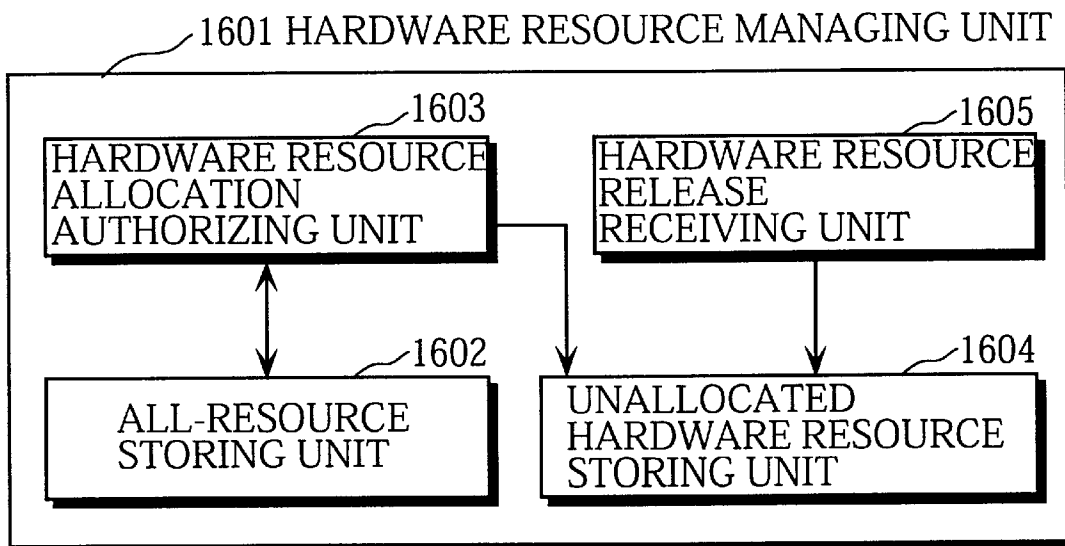 1601 HARDWARE RESOURCE MANAGING UNIT
1603
HARDWARE RESOURCE
ALLOCATION
AUTHORIZING UNIT
1605
HARDWARE RESOURCE
RELEASE
RECEIVING UNIT
1602
ALL-RESOURCE
STORING UNIT
1604
UNALLOCATED
HARDWARE RESOURCE
STORING UNIT